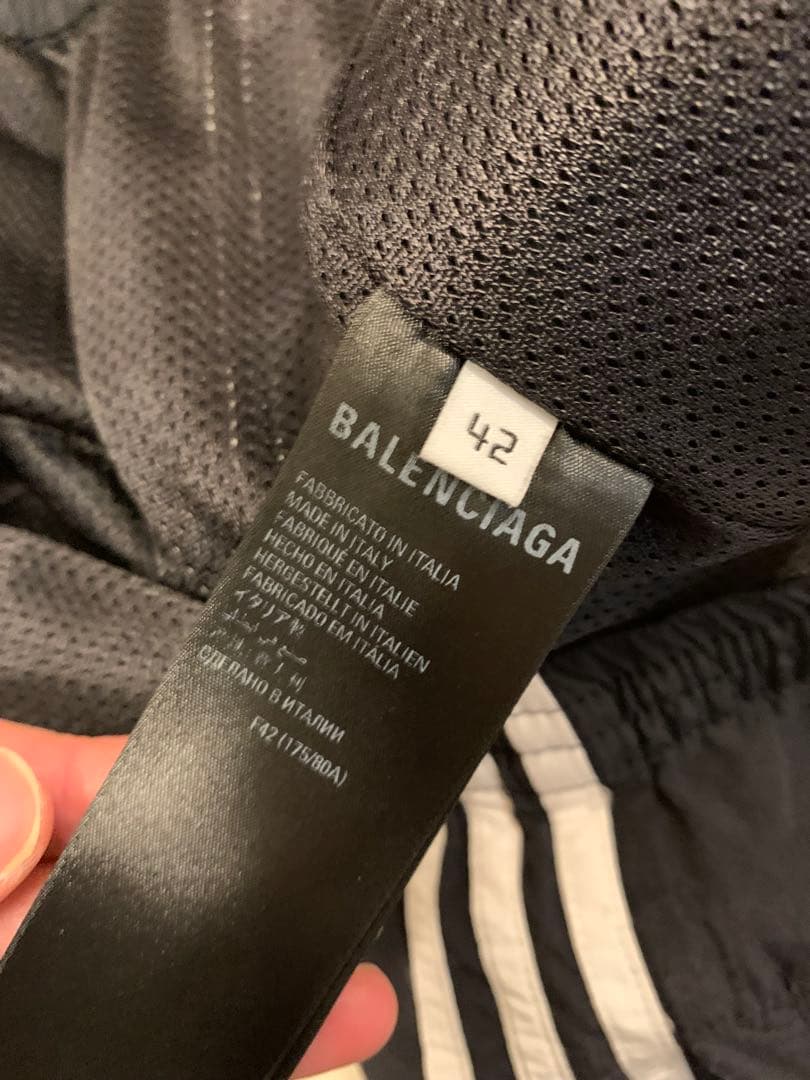 42
BALENCIAGA
FABBRICATO IN ITALIA
MADE IN ITALY
FABRIQUÉ EN ITALIE
HECHO EN ITALIA
HERGESTELLT IN ITALIEN
FABRICADO EM ITÁLIA
イタリア製
СДЕЛАНО В ИТАЛИИ
F42 (175/80A)